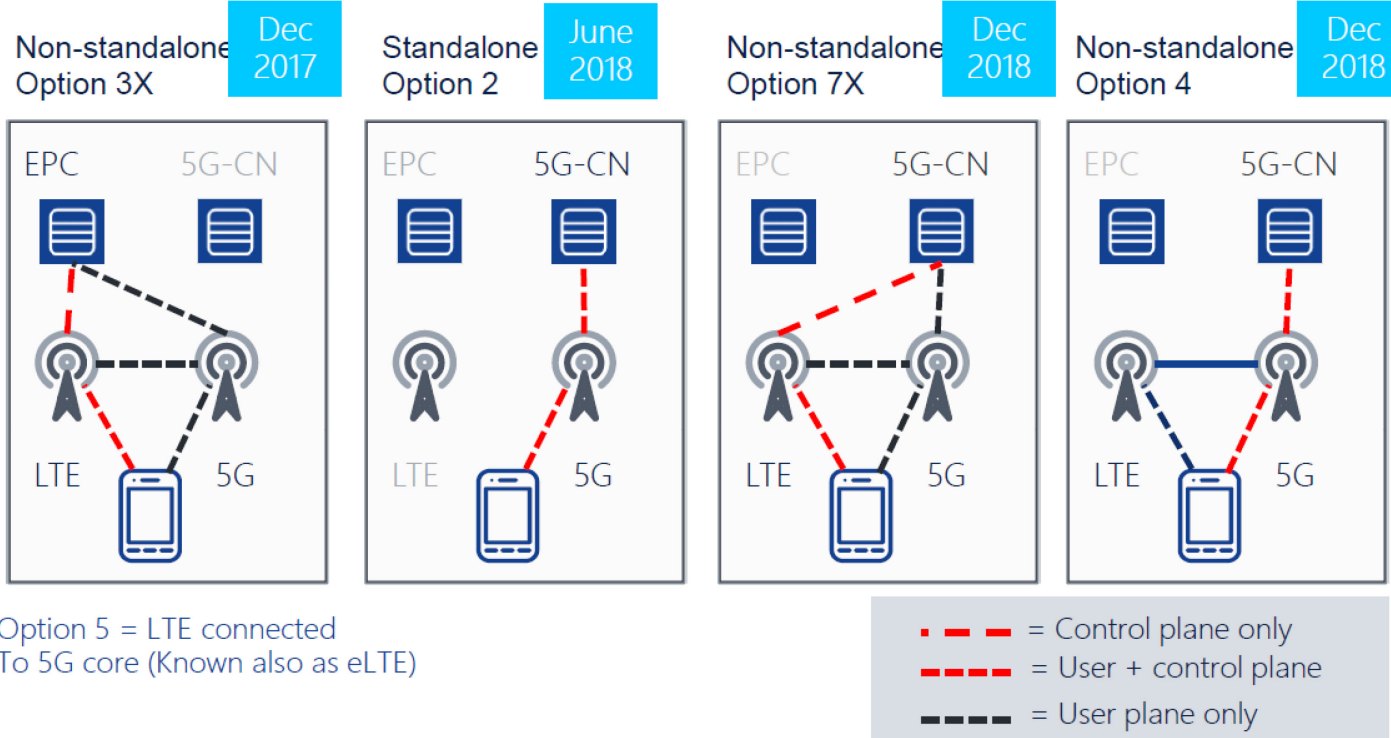 Non-standalone
Option 3X
Dec
2017
Standalone
Option 2
June
2018
Non-standalone
Option 7X
Dec
2018
Non-standalone
Option 4
Dec
2018
EPC 5G-CN
LTE 5G
EPC 5G-CN
LTE 5G
EPC 5G-CN
LTE 5G
EPC 5G-CN
LTE 5G
Option 5 = LTE connected
To 5G core (Known also as eLTE)
= Control plane only
= User + control plane
= User plane only